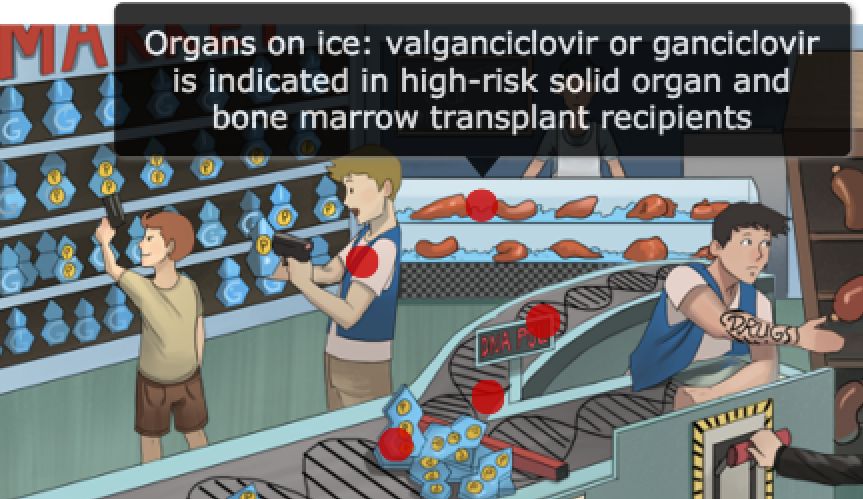 MARKET
Organs on ice: valganciclovir or ganciclovir
is indicated in high-risk solid organ and
bone marrow transplant recipients
DRUGS
DNA POL